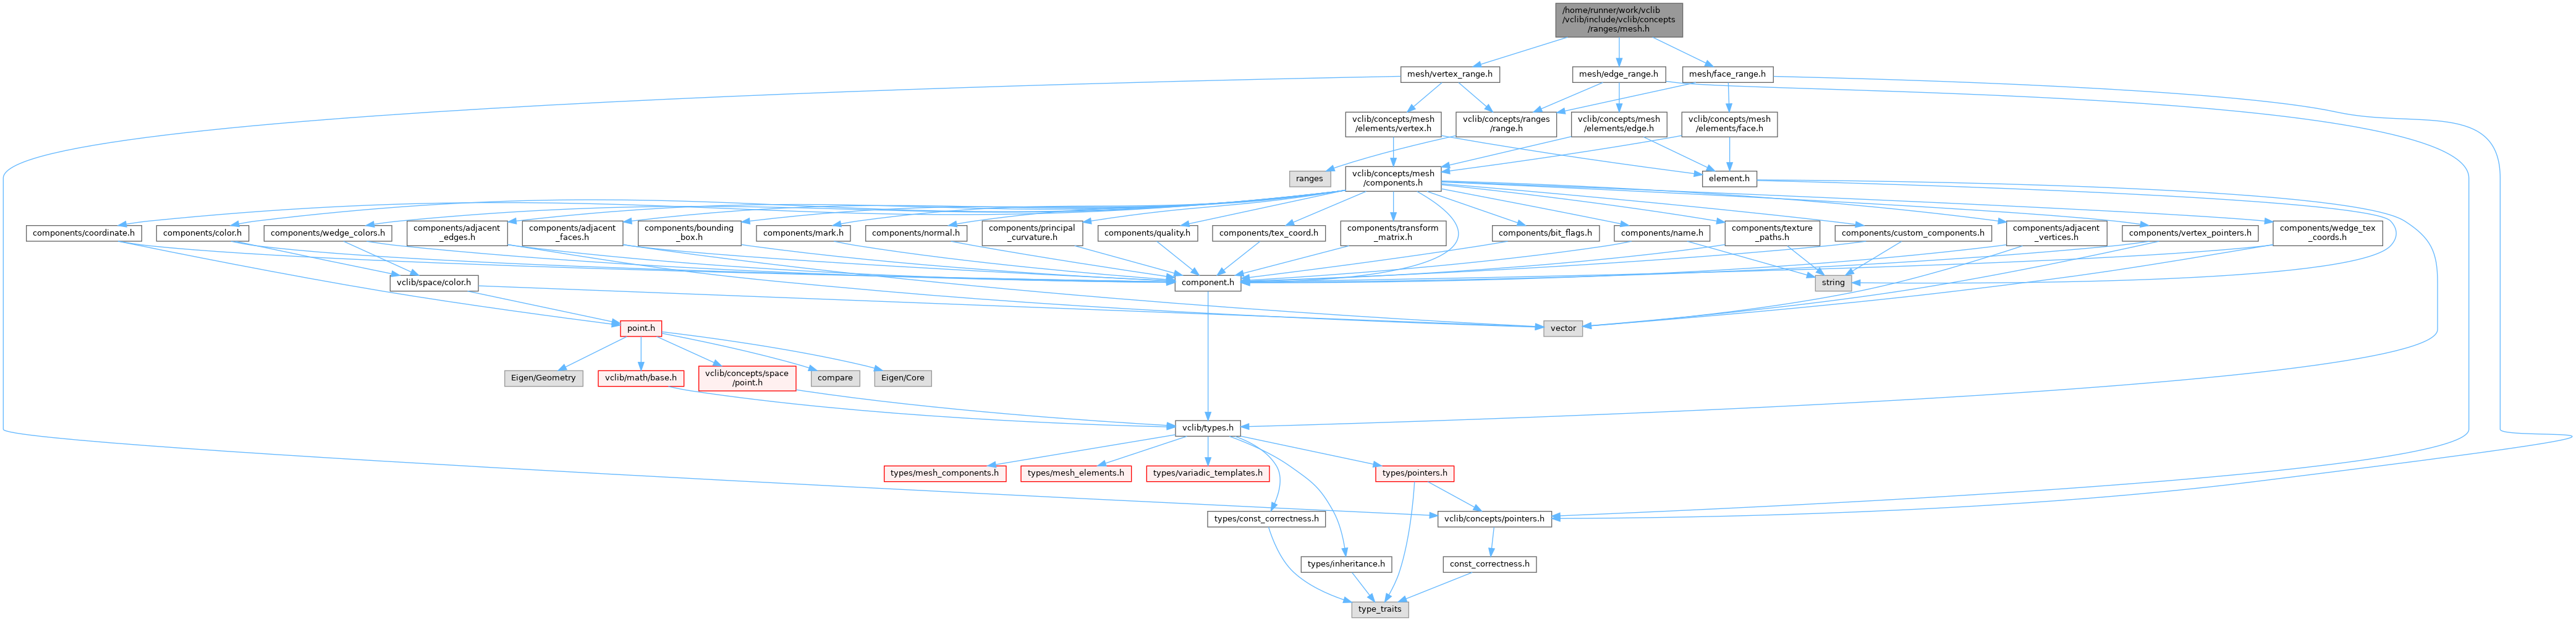 /home/runner/work/vclib
/vclib/include/vclib/concepts
/ranges/mesh.h
mesh/vertex_range.h
mesh/edge_range.h
mesh/face_range.h
vclib/concepts/mesh
/elements/vertex.h
vclib/concepts/ranges
/range.h
vclib/concepts/mesh
/elements/edge.h
vclib/concepts/mesh
/elements/face.h
ranges
vclib/concepts/mesh
/components.h
element.h
components/coordinate.h
components/color.h
components/wedge_colors.h
components/adjacent
_edges.h
components/adjacent
_faces.h
components/bounding
_box.h
components/mark.h
components/normal.h
components/principal
_curvature.h
components/quality.h
components/tex_coord.h
components/transform
_matrix.h
components/bit_flags.h
components/name.h
components/texture
_paths.h
components/custom_components.h
components/adjacent
_vertices.h
components/vertex_pointers.h
components/wedge_tex
_coords.h
vclib/space/color.h
component.h
string
point.h
vector
Eigen/Geometry
vclib/math/base.h
vclib/concepts/space
/point.h
compare
Eigen/Core
vclib/types.h
types/mesh_components.h
types/mesh_elements.h
types/variadic_templates.h
types/pointers.h
types/const_correctness.h
vclib/concepts/pointers.h
types/inheritance.h
const_correctness.h
type_traits